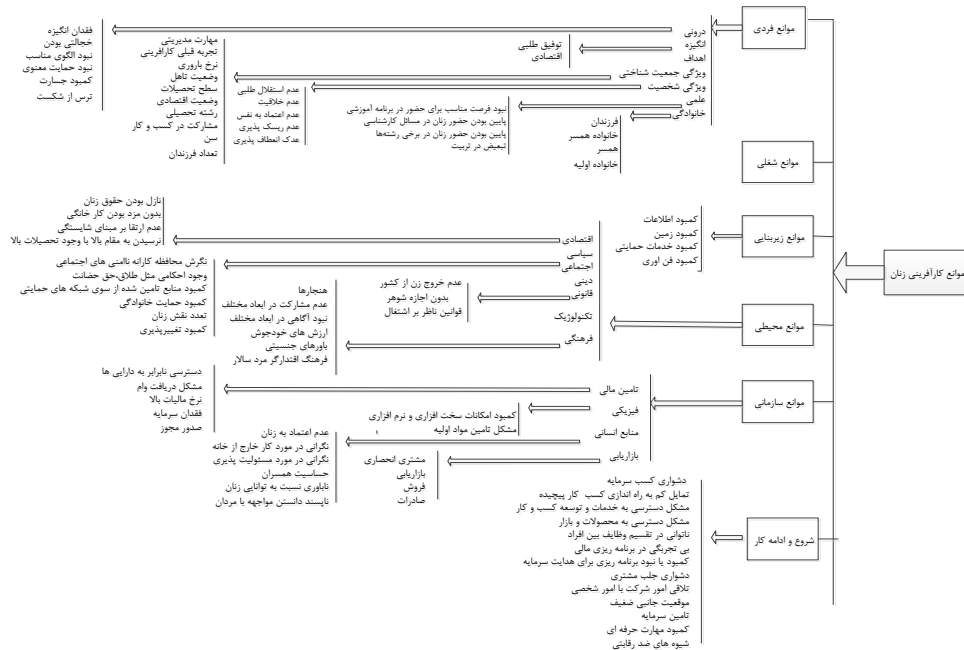 موانع کارآفرینی زنان
موانع فردی
درونی
انگیزه
اهداف
ویژگی جمعیت شناختی
ویژگی شخصیت
علمی
خانوادگی
فقدان انگیزه
خجالتی بودن
نبود الگوی مناسب
نبود حمایت معنوی
کمبود جسارت
ترس از شکست
توفیق طلبی
اقتصادی
مهارت مدیریتی
تجربه قبلی کارافرینی
نرخ باروری
وضعیت تاهل
سطح تحصیلات
وضعیت اقتصادی
رشته تحصیلی
مشارکت در کسب و کار
سن
تعداد فرزندان
عدم استقلال طلبی
عدم خلاقیت
عدم اعتماد به نفس
عدم ریسک پذیری
عدک انعطاف پذیری
نبود فرصت مناسب برای حضور در برنامه آموزشی
پایین بودن حضور زنان در مسائل کارشناسی
پایین بودن حضور زنان در برخی رشته‌ها
تبعیض در تربیت
فرزندان
خانواده همسر
همسر
خانواده اولیه
موانع شغلی
موانع زیربنایی
کمبود اطلاعات
کمبود زمین
کمبود خدمات حمایتی
کمبود فن اوری
موانع محیطی
اقتصادی
سیاسی
اجتماعی
دینی
قانونی
تکنولوژیک
فرهنگی
نازل بودن حقوق زنان
بدون مزد بودن کار خانگی
عدم ارتقا بر مبنای شایستگی
نرسیدن به مقام بالا با وجود تحصیلات بالا
نگرش محافظه کارانه ناامنی های اجتماعی
وجود احکامی مثل طلاق،حق حضانت
کمبود منابع تامین شده از سوی شبکه های حمایتی
کمبود حمایت خانوادگی
تعدد نقش زنان
کمبود تغییرپذیری
عدم خروج زن از کشور
بدون اجازه شوهر
قوانین ناظر بر اشتغال
هنجارها
عدم مشارکت در ابعاد مختلف
نبود آگاهی در ابعاد مختلف
ارزش های خودجوش
باورهای جنسیتی
فرهنگ اقتدارگر مرد سالار
موانع سازمانی
تامین مالی
فیزیکی
منابع انسانی
بازاریابی
دسترسی نابرابر به دارایی ها
مشکل دریافت وام
نرخ مالیات بالا
فقدان سرمایه
صدور مجوز
کمبود امکانات سخت افزاری و نرم افزاری
مشکل تامین مواد اولیه
عدم اعتماد به زنان
نگرانی در مورد کار خارج از خانه
نگرانی در مورد مسئولیت پذیری
حساسیت همسران
ناباوری نسبت به توانایی زنان
ناپسند دانستن مواجهه با مردان
مشتری انحصاری
بازاریابی
فروش
صادرات
شروع و ادامه کار
دشواری کسب سرمایه
تمایل کم به راه اندازی کسب کار پیچیده
مشکل دسترسی به خدمات و توسعه کسب و کار
مشکل دسترسی به محصولات و بازار
ناتوانی در تقسیم وظایف بین افراد
بی تجربگی در برنامه ریزی مالی
کمبود یا نبود برنامه ریزی برای هدایت سرمایه
دشواری جلب مشتری
تلاقی امور شرکت با امور شخصی
موقعیت جانبی ضغیف
تامین سرمایه
کمبود مهارت حرفه ای
شیوه های ضد رقابتی